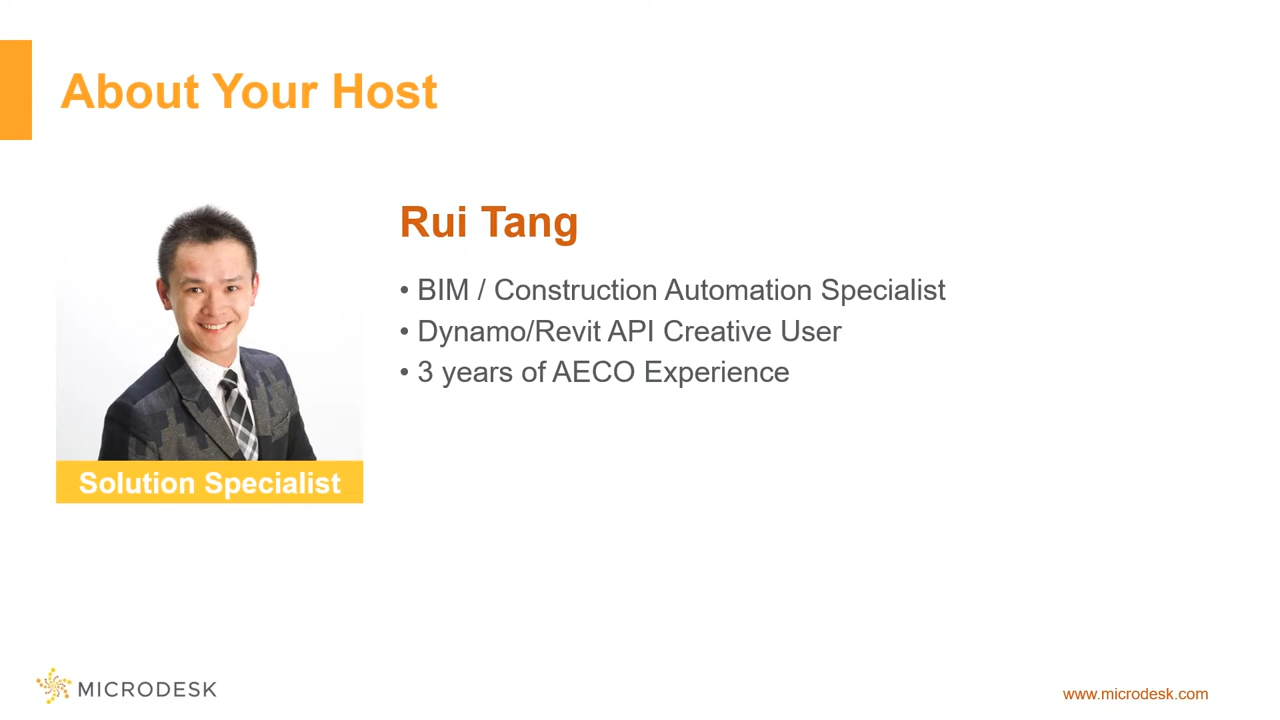 About Your Host
Rui Tang
• BIM / Construction Automation Specialist
• Dynamo/Revit API Creative User
• 3 years of AECO Experience
Solution Specialist
MICRODESK
www.microdesk.com